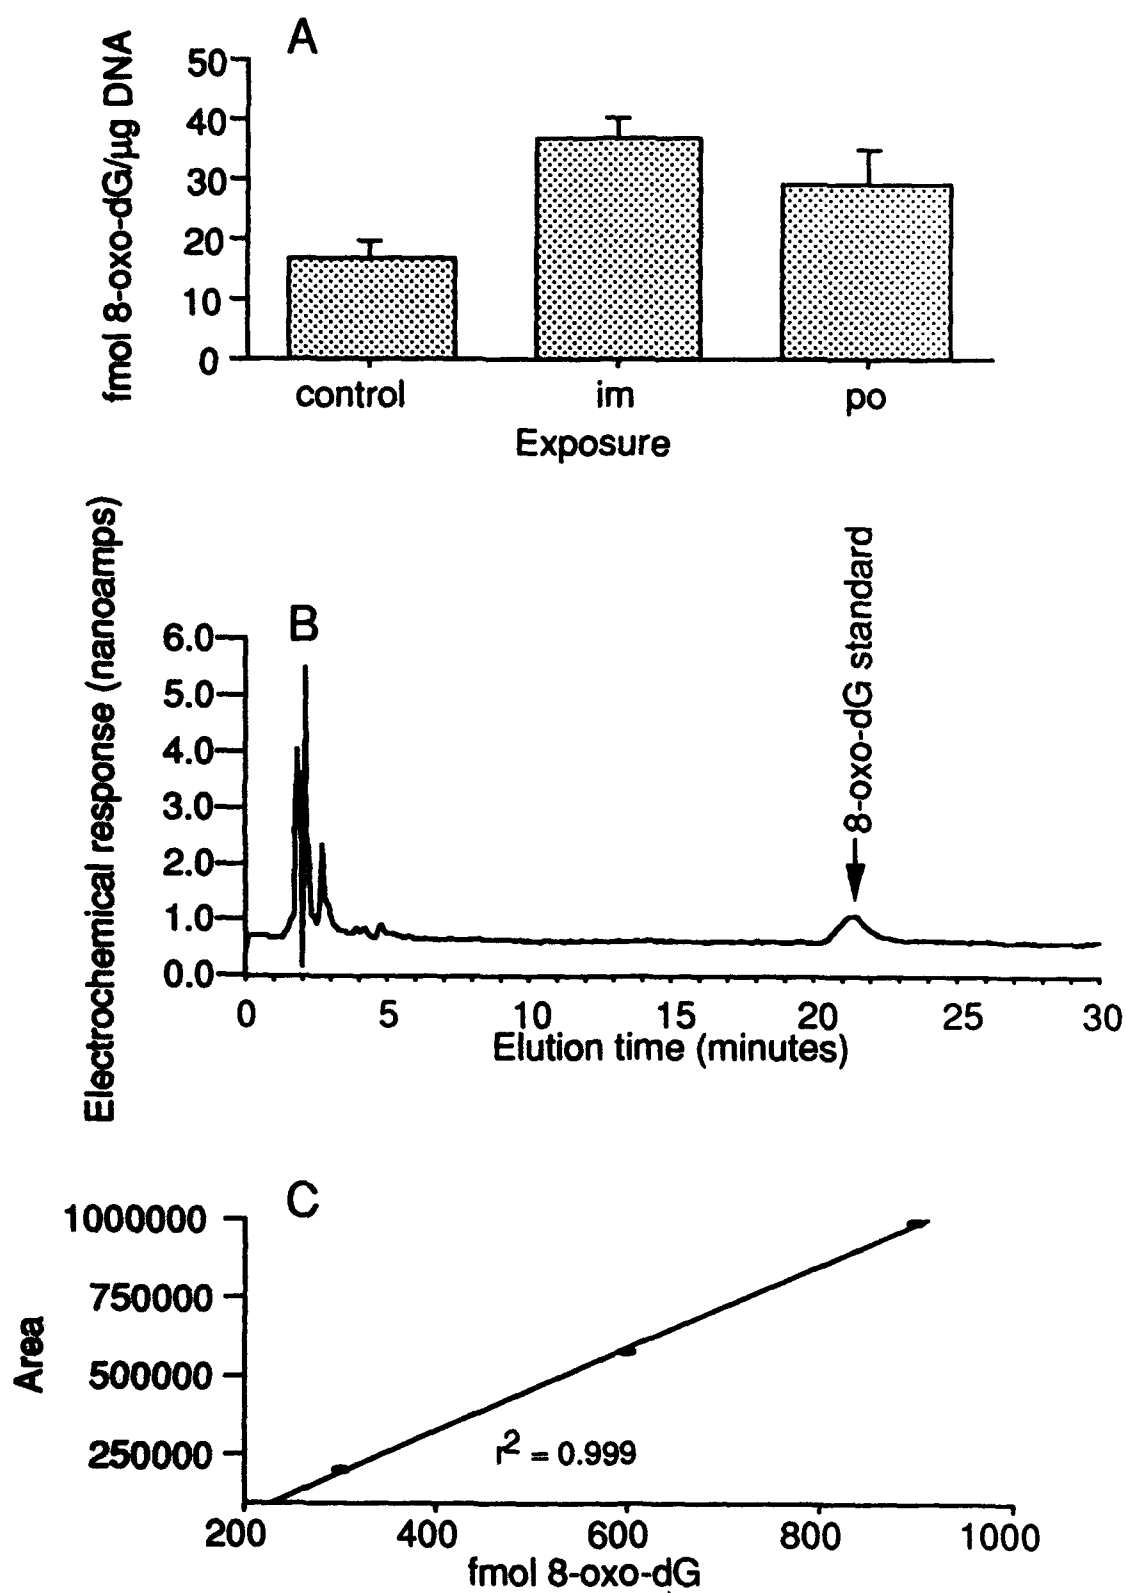 A
fmol 8-oxo-dG/µg DNA
50
40
30
20
10
0
control im po
Exposure
B
Electrochemical response (nanoamps)
8-oxo-dG standard
6.0
5.0
4.0
3.0
2.0
1.0
0.0
0 5 10 15 20 25 30
Elution time (minutes)
C
Area
1000000
750000
500000
250000
r² = 0.999
200 400 600 800 1000
fmol 8-oxo-dG